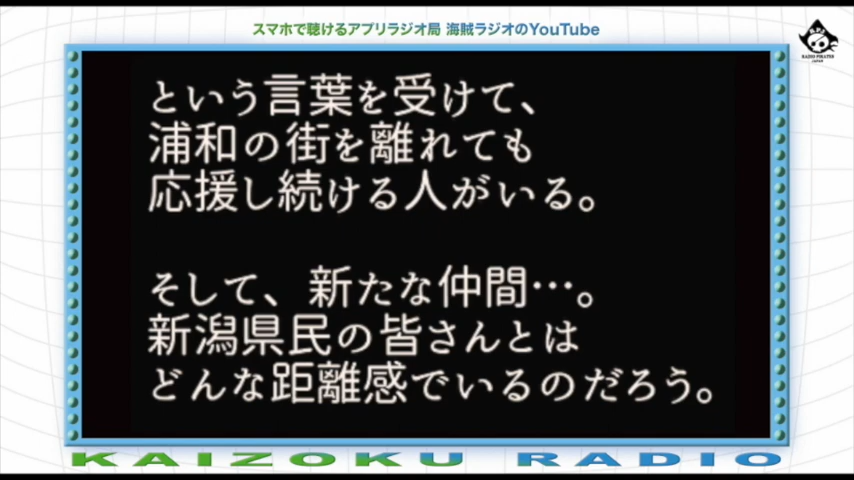 スマホで聴けるアプリラジオ局 海賊ラジオのYouTube
RADIO PIRATES
JAPAN
という言葉を受けて、
浦和の街を離れても
応援し続ける人がいる。
そして、新たな仲間…。
新潟県民の皆さんとは
どんな距離感でいるのだろう。
KAIZOKU RADIO